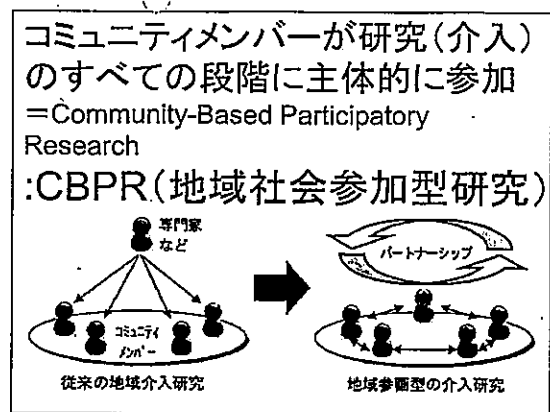 コミュニティメンバーが研究(介入)
のすべての段階に主体的に参加
=Community-Based Participatory
Research
:CBPR(地域社会参加型研究)
専門家
など
コミュニティ
メンバー
従来の地域介入研究
パートナーシップ
地域参画型の介入研究